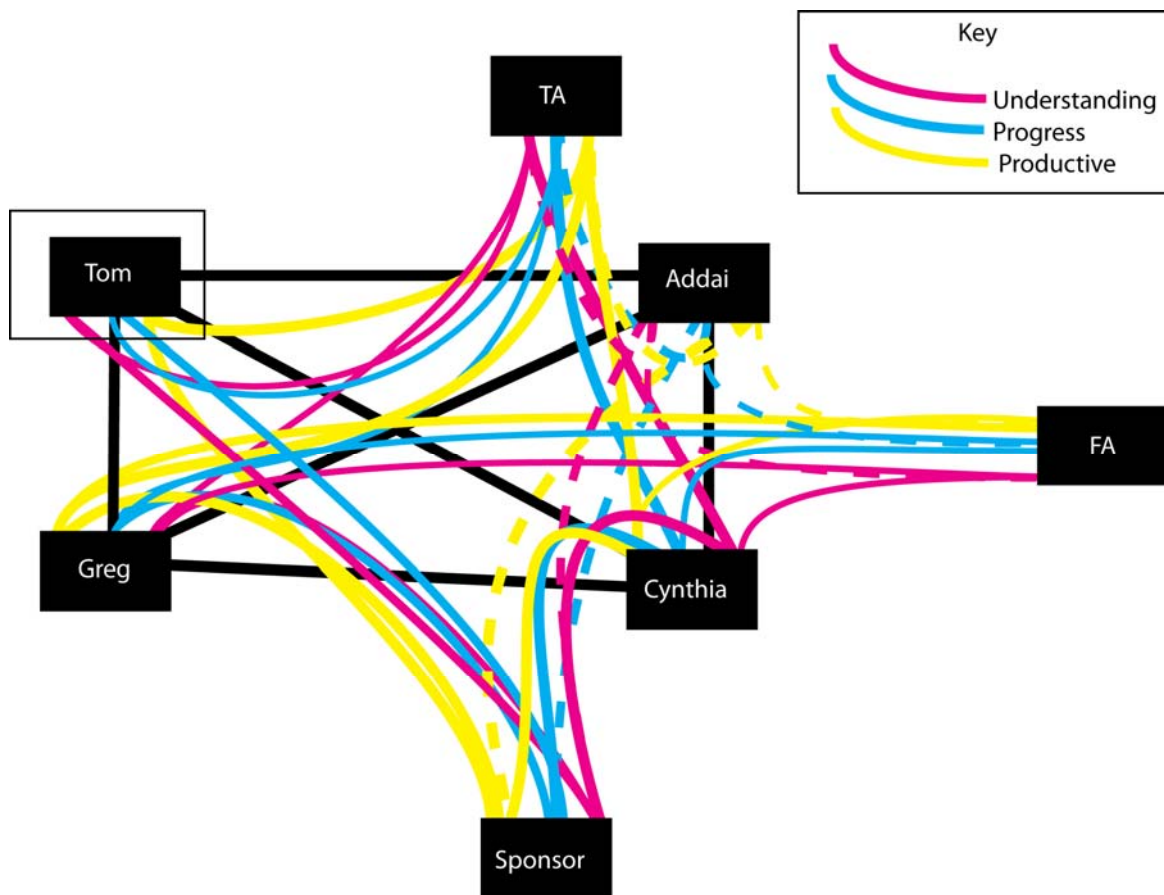 Key
Understanding
Progress
Productive
TA
Tom
Addai
FA
Greg
Cynthia
Sponsor